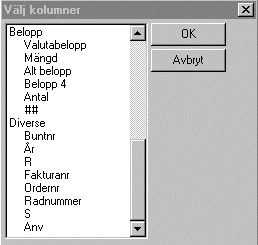 Välj kolumner
Belopp
Valutabelopp
Mängd
Alt belopp
Belopp 4
Antal
##
Diverse
Buntnr
År
R
Fakturanr
Ordernr
Radnummer
S
Anv
OK
Avbryt